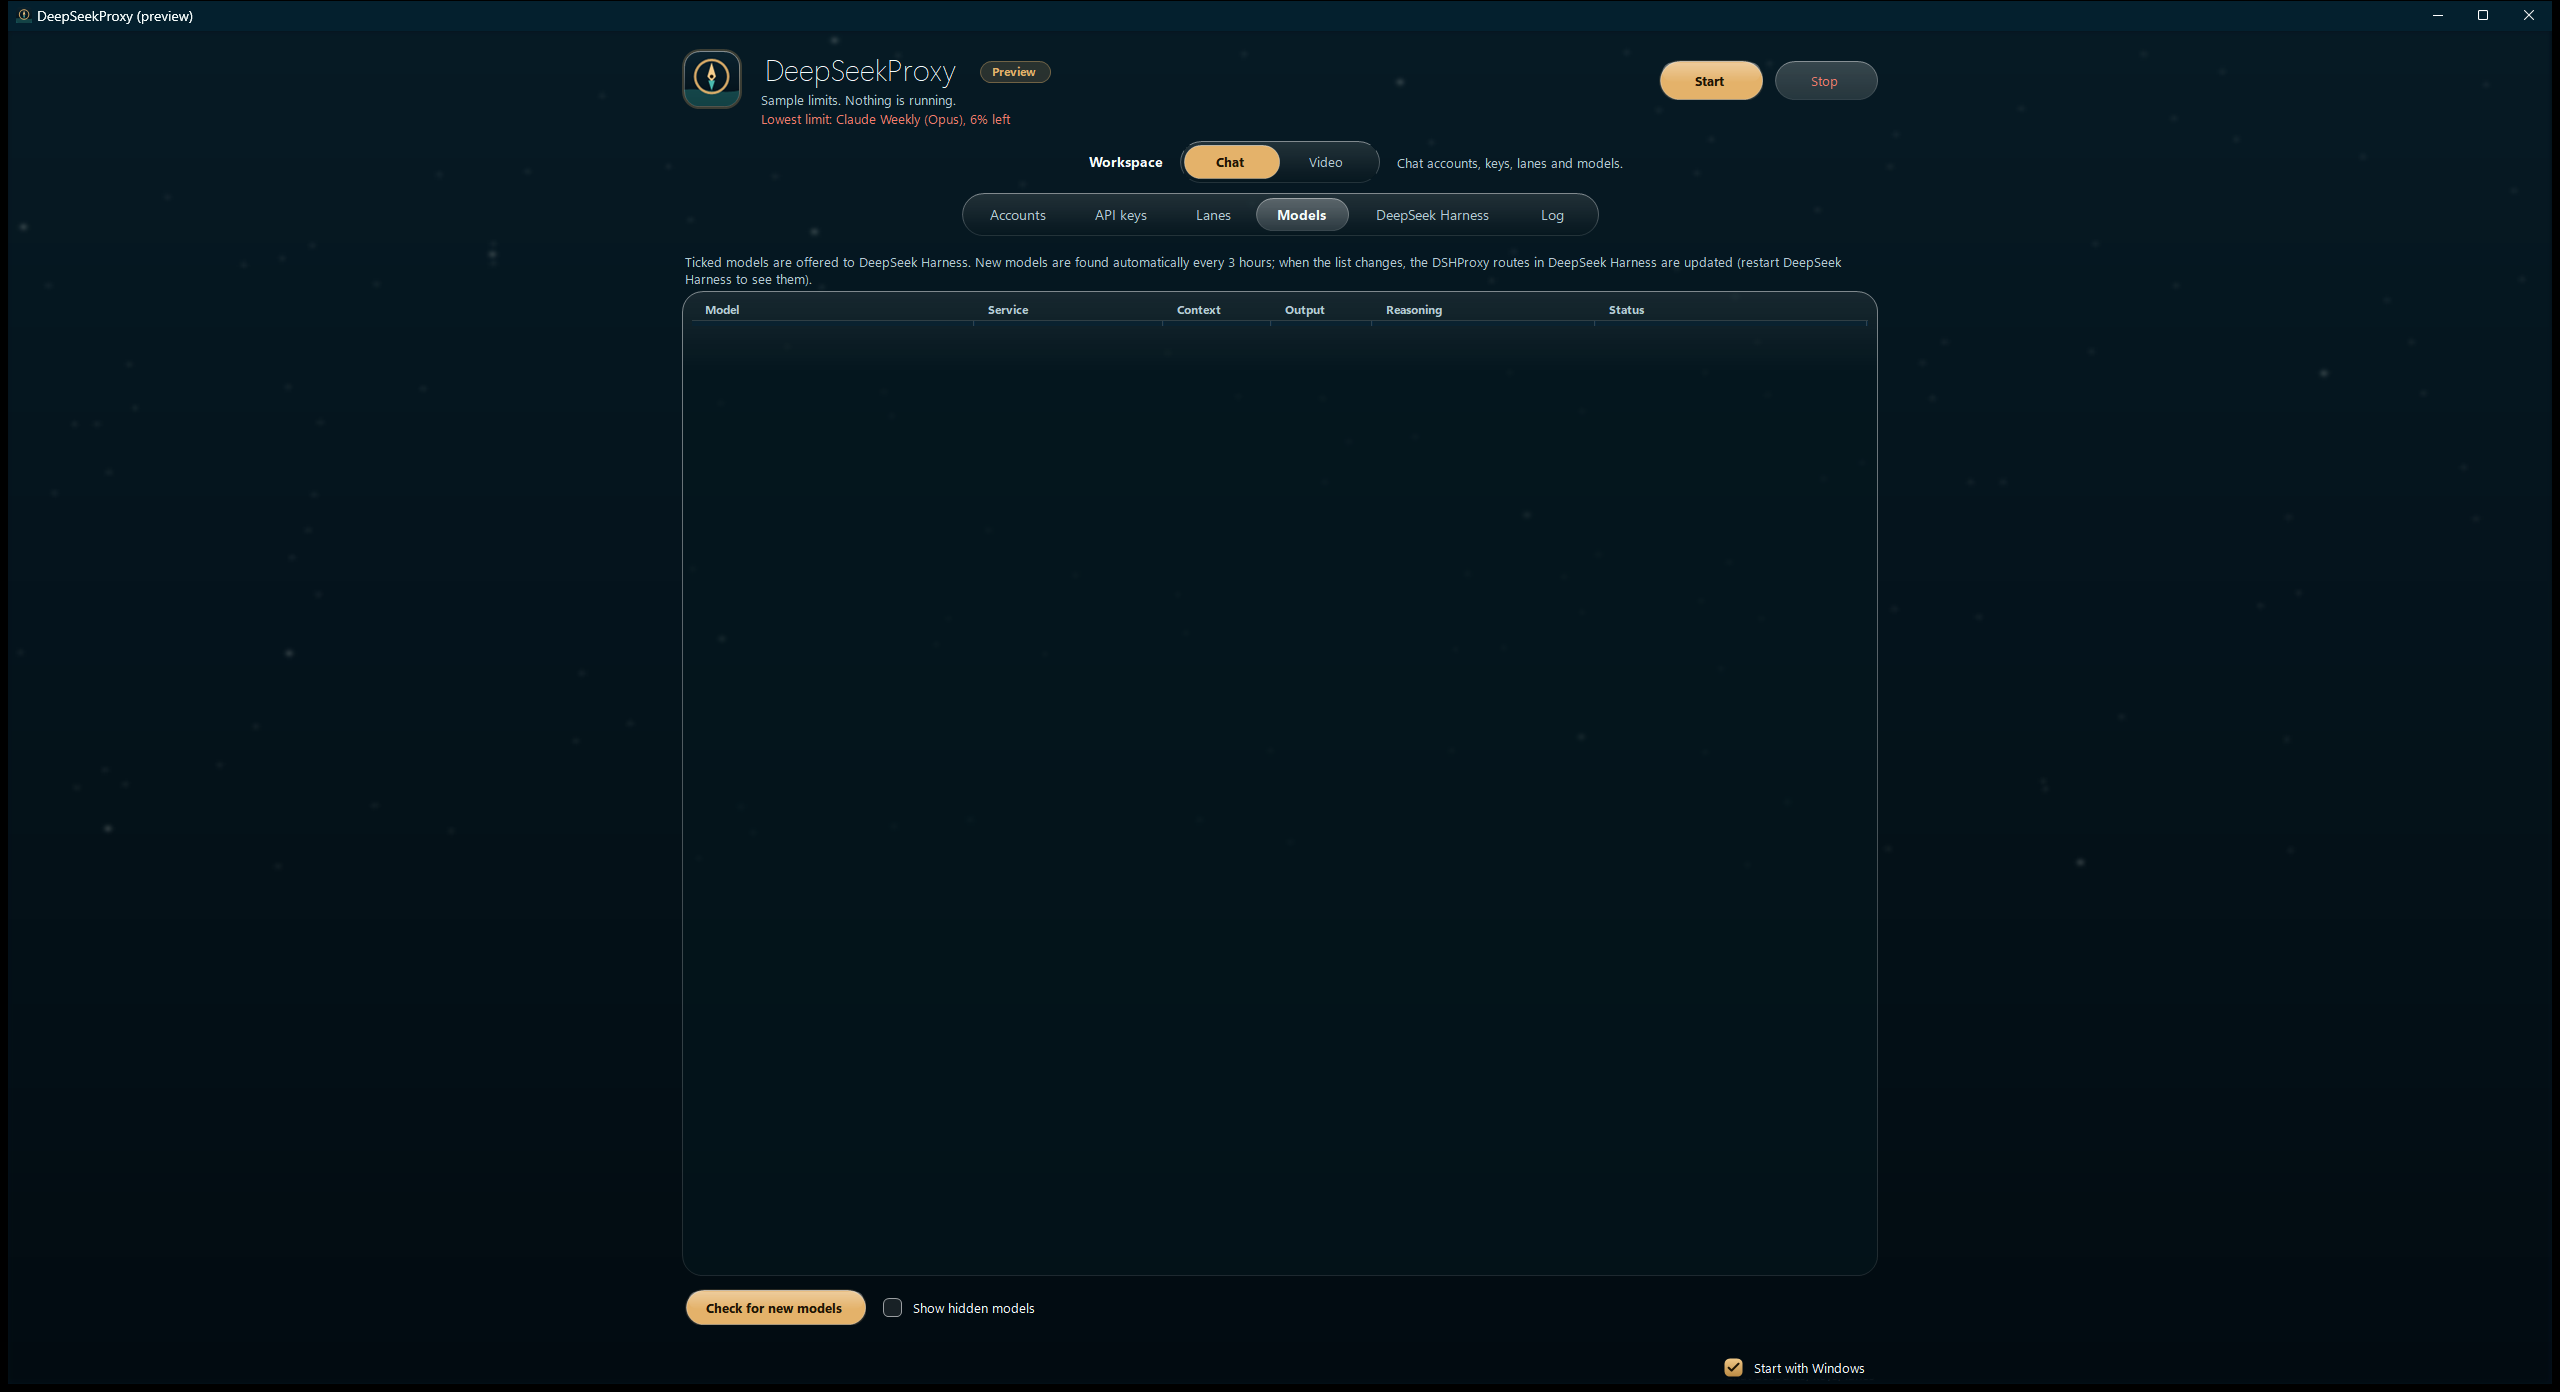 DeepSeekProxy (preview)
DeepSeekProxy Preview
Sample limits. Nothing is running.
Lowest limit: Claude Weekly (Opus), 6% left
Start Stop
Workspace Chat Video Chat accounts, keys, lanes and models.
Accounts API keys Lanes Models DeepSeek Harness Log
Ticked models are offered to DeepSeek Harness. New models are found automatically every 3 hours; when the list changes, the DSHProxy routes in DeepSeek Harness are updated (restart DeepSeek
Harness to see them).
Model Service Context Output Reasoning Status
Check for new models Show hidden models
Start with Windows